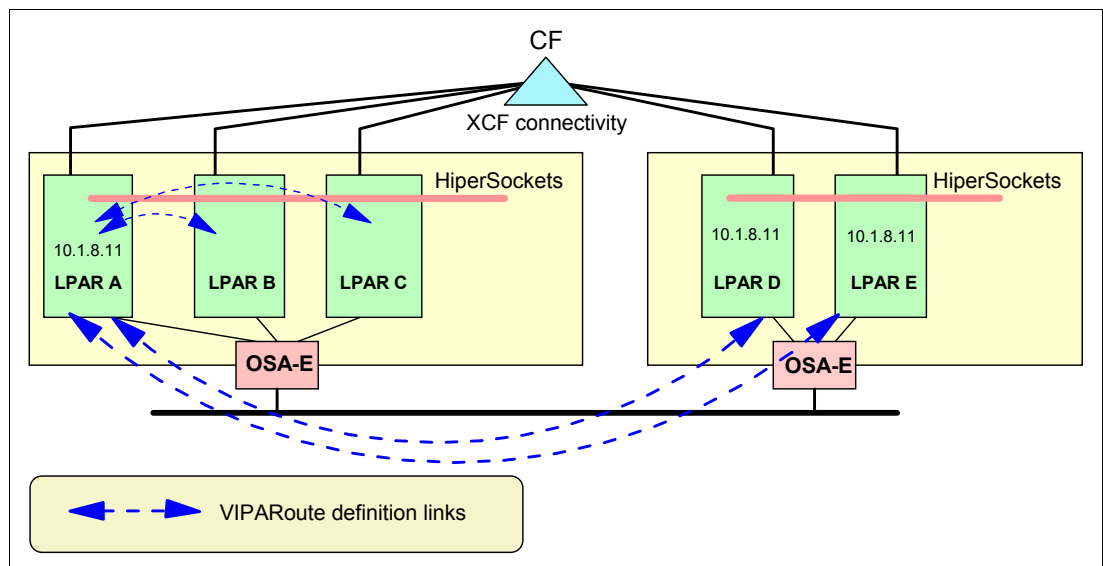 CF
XCF connectivity
HiperSockets
HiperSockets
10.1.8.11
LPAR A
LPAR B
LPAR C
10.1.8.11
LPAR D
10.1.8.11
LPAR E
OSA-E
OSA-E
VIPARoute definition links